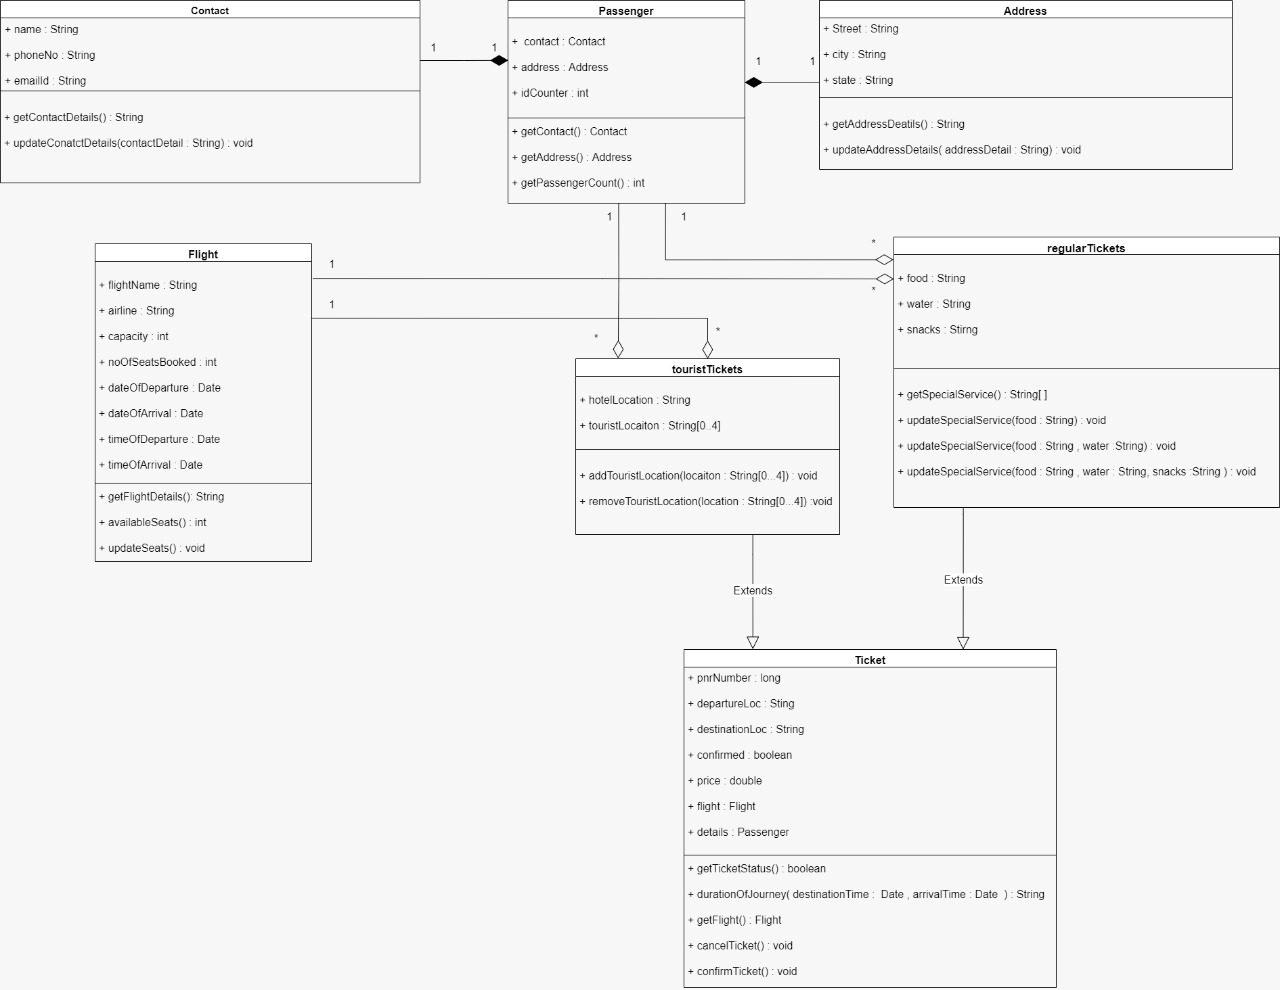 Contact
+ name : String
+ phoneNo : String
+ emailId : String
+ getContactDetails() : String
+ updateConatctDetails(contactDetail : String) : void
1
1
Passenger
+ contact : Contact
+ address : Address
+ idCounter : int
+ getContact() : Contact
+ getAddress() : Address
+ getPassengerCount() : int
1
1
Address
+ Street : String
+ city : String
+ state : String
+ getAddressDeatils() : String
+ updateAddressDetails( addressDetail : String) : void
1
1
Flight
+ flightName : String
+ airline : String
+ capacity : int
+ noOfSeatsBooked : int
+ dateOfDeparture : Date
+ dateOfArrival : Date
+ timeOfDeparture : Date
+ timeOfArrival : Date
+ getFlightDetails(): String
+ availableSeats() : int
+ updateSeats() : void
1
1
*
*
*
*
regularTickets
+ food : String
+ water : String
+ snacks : Stirng
+ getSpecialService() : String[ ]
+ updateSpecialService(food : String) : void
+ updateSpecialService(food : String , water :String) : void
+ updateSpecialService(food : String , water : String, snacks :String ) : void
touristTickets
+ hotelLocation : String
+ touristLocaiton : String[0..4]
+ addTouristLocation(locaiton : String[0...4]) : void
+ removeTouristLocation(location : String[0...4]) :void
Extends
Extends
Ticket
+ pnrNumber : long
+ departureLoc : Sting
+ destinationLoc : String
+ confirmed : boolean
+ price : double
+ flight : Flight
+ details : Passenger
+ getTicketStatus() : boolean
+ durationOfJourney( destinationTime :  Date , arrivalTime : Date  ) : String
+ getFlight() : Flight
+ cancelTicket() : void
+ confirmTicket() : void